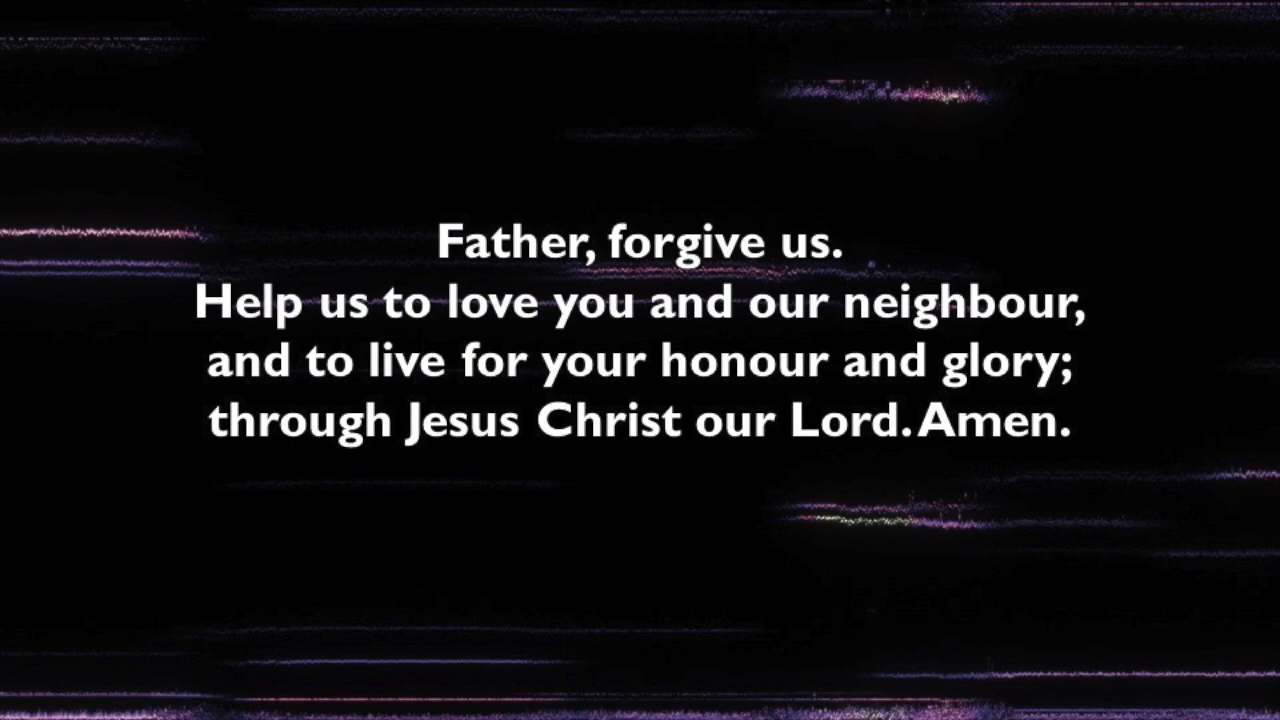 Father, forgive us.
Help us to love you and our neighbour,
and to live for your honour and glory;
through Jesus Christ our Lord. Amen.